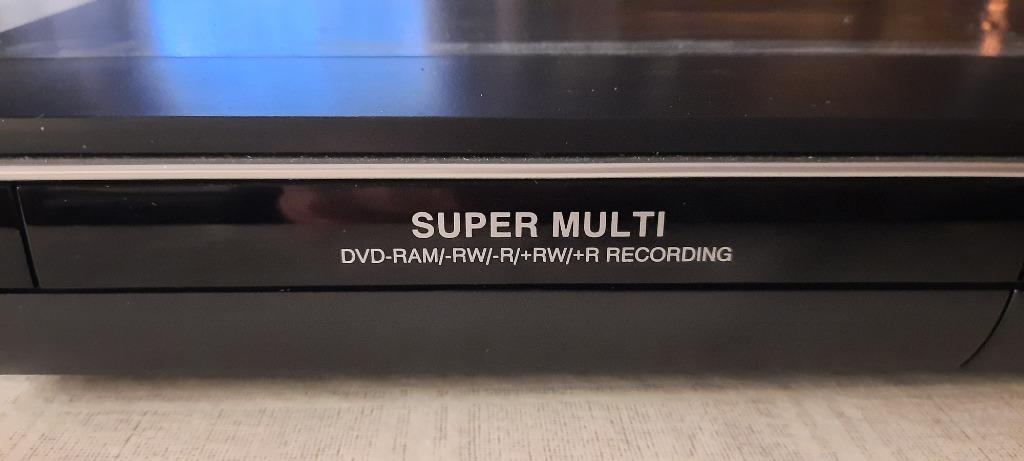 SUPER MULTI
DVD-RAM/-RW/-R/+RW/+R RECORDING